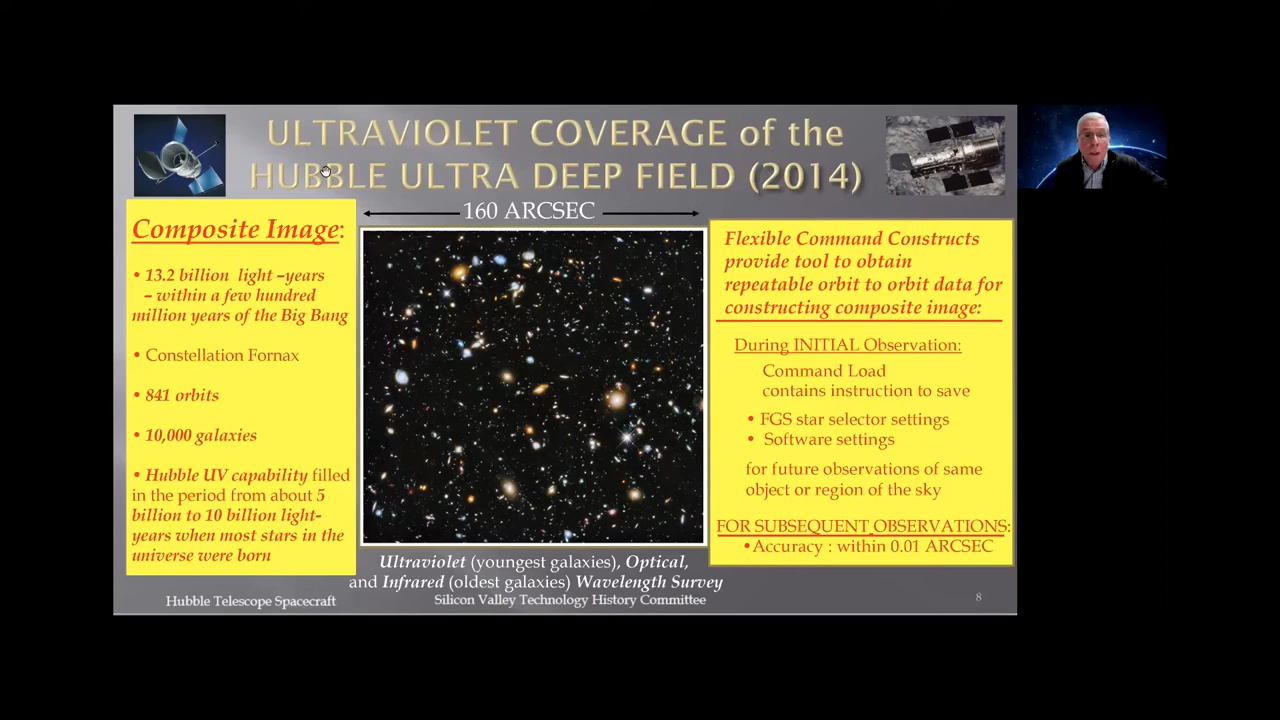 ULTRAVIOLET COVERAGE of the
HUBBLE ULTRA DEEP FIELD (2014)
160 ARCSEC
Composite Image:
• 13.2 billion light –years
– within a few hundred
million years of the Big Bang
• Constellation Fornax
• 841 orbits
• 10,000 galaxies
• Hubble UV capability filled
in the period from about 5
billion to 10 billion light-
years when most stars in the
universe were born
Flexible Command Constructs
provide tool to obtain
repeatable orbit to orbit data for
constructing composite image:
During INITIAL Observation:
Command Load
contains instruction to save
• FGS star selector settings
• Software settings
for future observations of same
object or region of the sky
FOR SUBSEQUENT OBSERVATIONS:
•Accuracy : within 0.01 ARCSEC
Ultraviolet (youngest galaxies), Optical,
and Infrared (oldest galaxies) Wavelength Survey
Hubble Telescope Spacecraft
Silicon Valley Technology History Committee
8